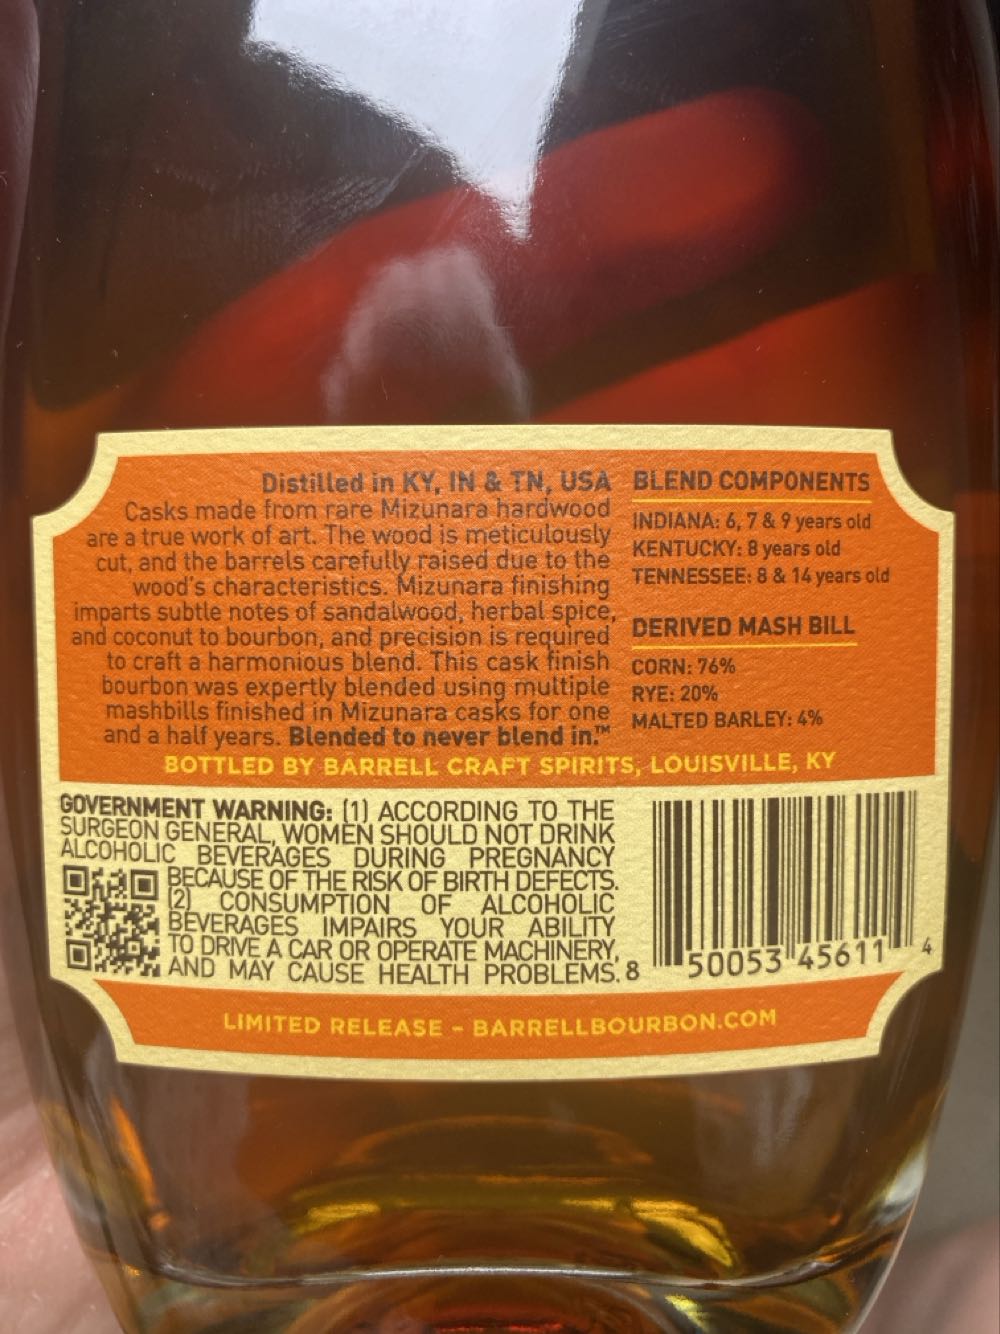 Distilled in KY, IN & TN, USA
Casks made from rare Mizunara hardwood
are a true work of art. The wood is meticulously
cut, and the barrels carefully raised due to the
wood's characteristics. Mizunara finishing
imparts subtle notes of sandalwood, herbal spice,
and coconut to bourbon, and precision is required
to craft a harmonious blend. This cask finish
bourbon was expertly blended using multiple
mashbills finished in Mizunara casks for one
and a half years. Blended to never blend in.™
BLEND COMPONENTS
INDIANA: 6, 7 & 9 years old
KENTUCKY: 8 years old
TENNESSEE: 8 & 14 years old
DERIVED MASH BILL
CORN: 76%
RYE: 20%
MALTED BARLEY: 4%
BOTTLED BY BARRELL CRAFT SPIRITS, LOUISVILLE, KY
GOVERNMENT WARNING: (1) ACCORDING TO THE
SURGEON GENERAL, WOMEN SHOULD NOT DRINK
ALCOHOLIC BEVERAGES DURING PREGNANCY
BECAUSE OF THE RISK OF BIRTH DEFECTS.
(2) CONSUMPTION OF ALCOHOLIC
BEVERAGES IMPAIRS YOUR ABILITY
TO DRIVE A CAR OR OPERATE MACHINERY,
AND MAY CAUSE HEALTH PROBLEMS.
8 50053 45611 4
LIMITED RELEASE – BARRELLBOURBON.COM